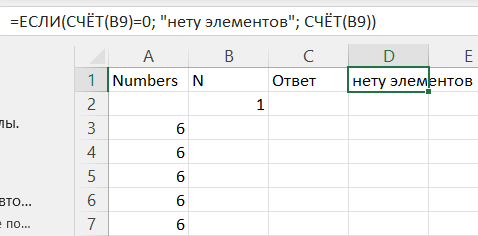 =ЕСЛИ(СЧЁТ(B9)=0; "нету элементов"; СЧЁТ(B9))
A B C D E
1 Numbers N Ответ нету элементов
2 1
лы.
3 6
4 6
5 6
вто...
6 6
е по...
7 6